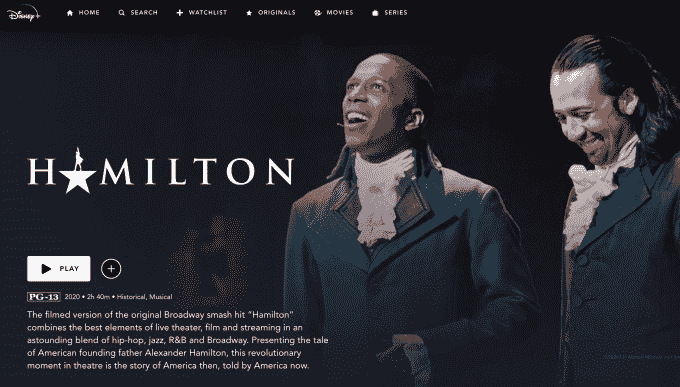 Disney+
HOME
SEARCH
WATCHLIST
ORIGINALS
MOVIES
SERIES
HAMILTON
PLAY
PG-13 2020 • 2h 40m • Historical, Musical
The filmed version of the original Broadway smash hit "Hamilton"
combines the best elements of live theater, film and streaming in an
astounding blend of hip-hop, jazz, R&B and Broadway. Presenting the tale
of American founding father Alexander Hamilton, this revolutionary
moment in theatre is the story of America then, told by America now.